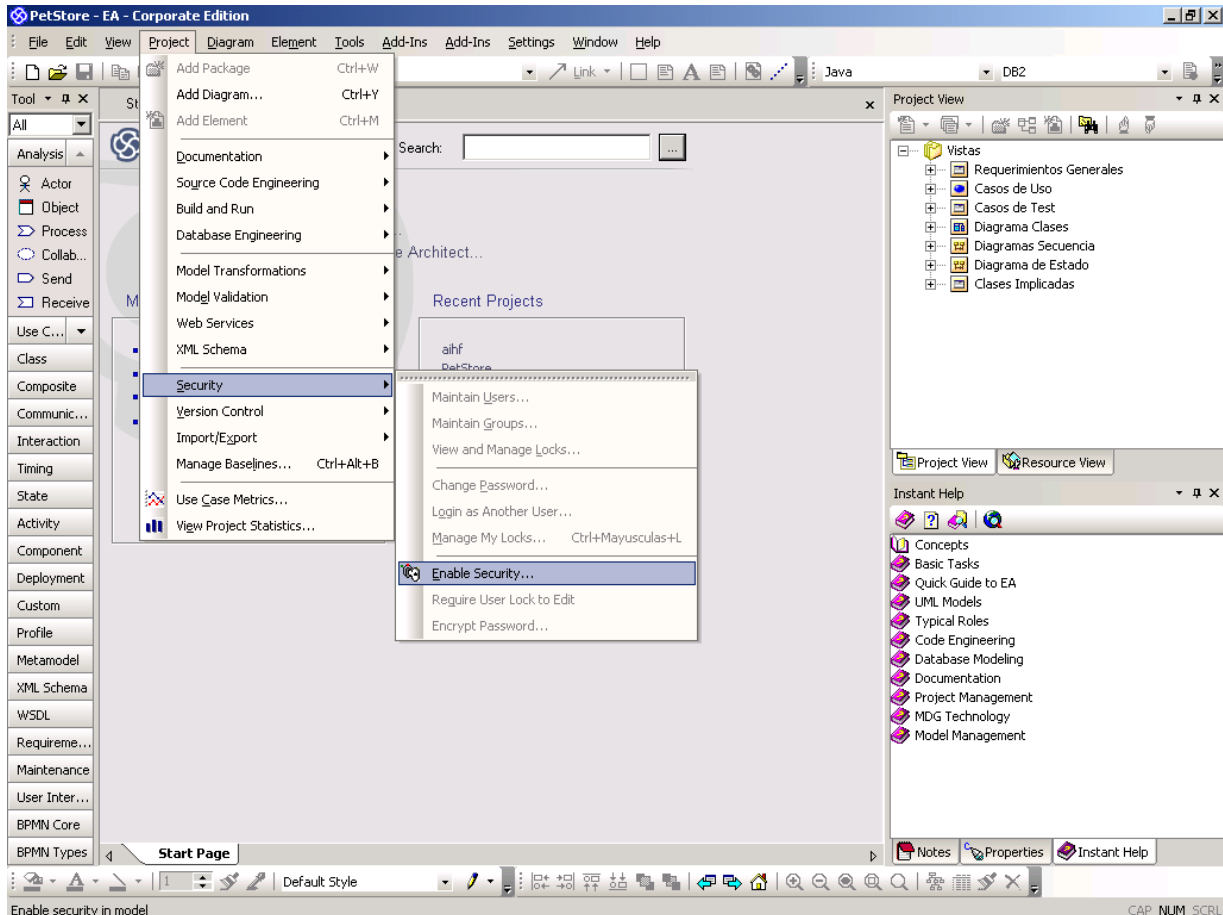 PetStore - EA - Corporate Edition
File Edit View Project Diagram Element Tools Add-Ins Add-Ins Settings Window Help
Link Java DB2
Tool
All
Analysis
Actor
Object
Process
Collab...
Send
Receive
Use C...
Class
Composite
Communic...
Interaction
Timing
State
Activity
Component
Deployment
Custom
Profile
Metamodel
XML Schema
WSDL
Requireme...
Maintenance
User Inter...
BPMN Core
BPMN Types
Add Package Ctrl+W
Add Diagram... Ctrl+Y
Add Element Ctrl+M
Documentation
Source Code Engineering
Build and Run
Database Engineering
Model Transformations
Model Validation
Web Services
XML Schema
Security
Version Control
Import/Export
Manage Baselines... Ctrl+Alt+B
Use Case Metrics...
View Project Statistics...
Maintain Users...
Maintain Groups...
View and Manage Locks...
Change Password...
Login as Another User...
Manage My Locks... Ctrl+Mayusculas+L
Enable Security...
Require User Lock to Edit
Encrypt Password...
St
Search:
...
e Architect...
M
Recent Projects
aihf
PetStore
Start Page
Project View
Vistas
Requerimientos Generales
Casos de Uso
Casos de Test
Diagrama Clases
Diagramas Secuencia
Diagrama de Estado
Clases Implicadas
Project View Resource View
Instant Help
Concepts
Basic Tasks
Quick Guide to EA
UML Models
Typical Roles
Code Engineering
Database Modeling
Documentation
Project Management
MDG Technology
Model Management
Notes Properties Instant Help
1 Default Style
Enable security in model
CAP NUM SCRL